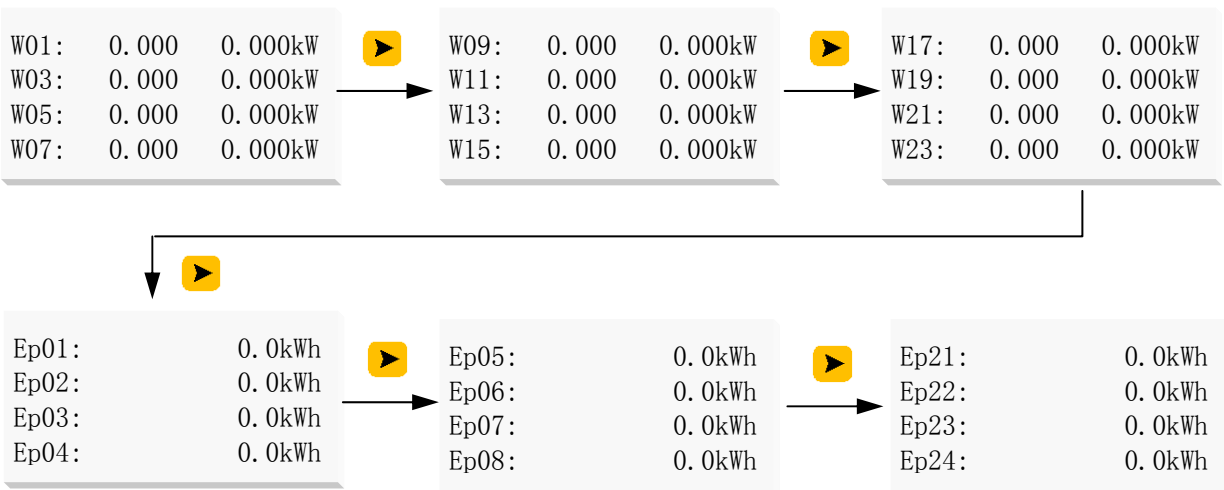 W01: 0.000 0.000kW
W03: 0.000 0.000kW
W05: 0.000 0.000kW
W07: 0.000 0.000kW
W09: 0.000 0.000kW
W11: 0.000 0.000kW
W13: 0.000 0.000kW
W15: 0.000 0.000kW
W17: 0.000 0.000kW
W19: 0.000 0.000kW
W21: 0.000 0.000kW
W23: 0.000 0.000kW
Ep01: 0.0kWh
Ep02: 0.0kWh
Ep03: 0.0kWh
Ep04: 0.0kWh
Ep05: 0.0kWh
Ep06: 0.0kWh
Ep07: 0.0kWh
Ep08: 0.0kWh
Ep21: 0.0kWh
Ep22: 0.0kWh
Ep23: 0.0kWh
Ep24: 0.0kWh